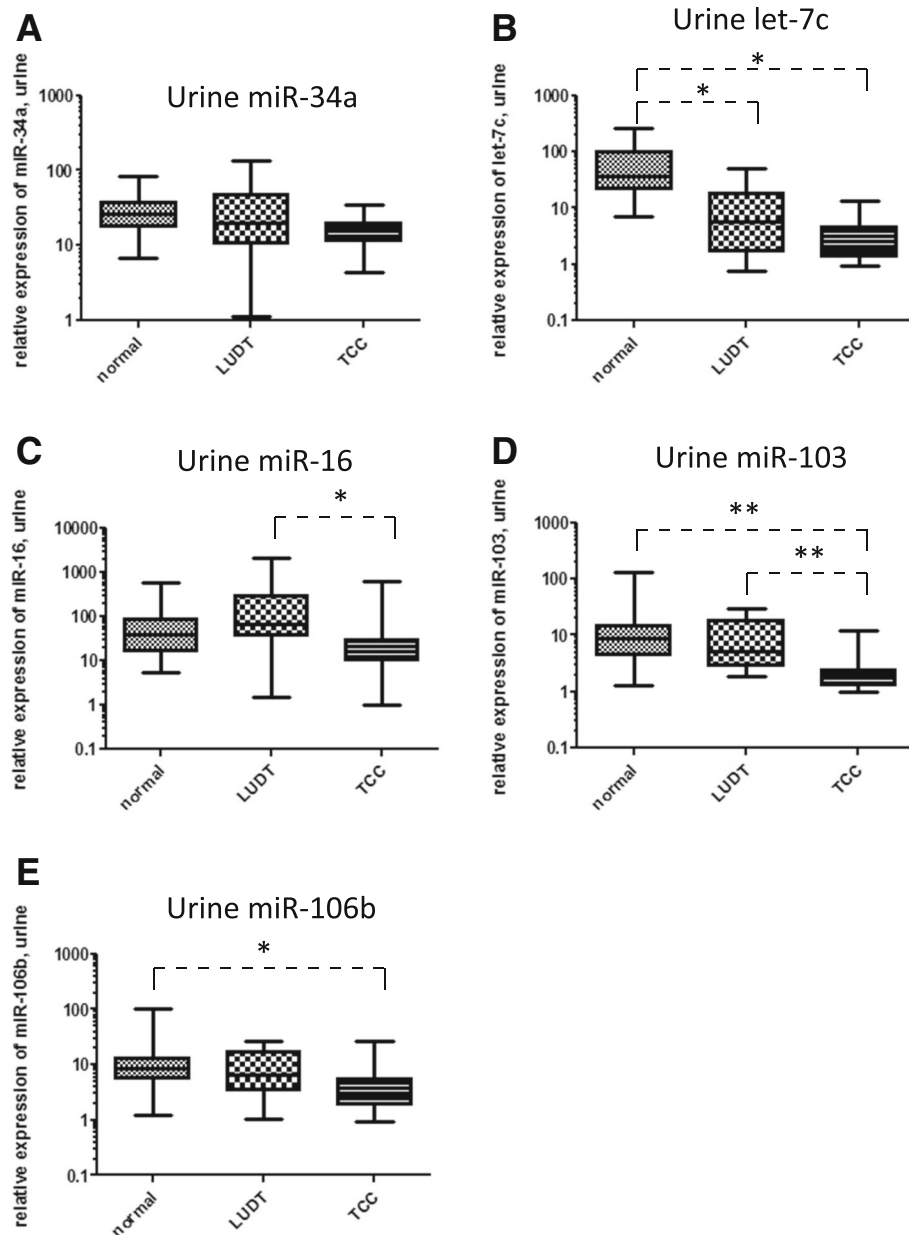 A
Urine miR-34a
relative expression of miR-34a, urine
1000
100
10
1
normal
LUDT
TCC
B
Urine let-7c
relative expression of let-7c, urine
*
*
1000
100
10
1
0.1
normal
LUDT
TCC
C
Urine miR-16
relative expression of miR-16, urine
*
10000
1000
100
10
1
0.1
normal
LUDT
TCC
D
Urine miR-103
relative expression of miR-103, urine
**
**
1000
100
10
1
0.1
normal
LUDT
TCC
E
Urine miR-106b
relative expression of miR-106b, urine
*
1000
100
10
1
0.1
normal
LUDT
TCC